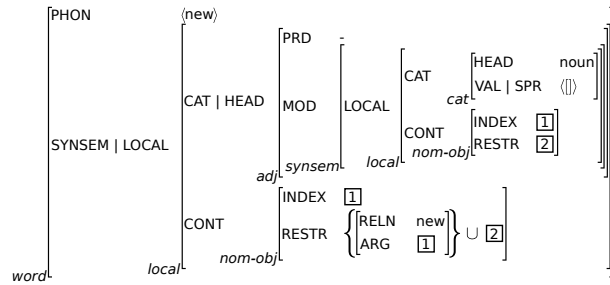 PHON ⟨new⟩
PRD -
HEAD noun
CAT
VAL | SPR ⟨[]⟩
cat
CAT | HEAD MOD LOCAL
INDEX 1
CONT
RESTR 2
nom-obj
SYNSEM | LOCAL
local
synsem
adj
INDEX 1
CONT RELN new
RESTR { } ∪ 2
ARG 1
nom-obj
local
word